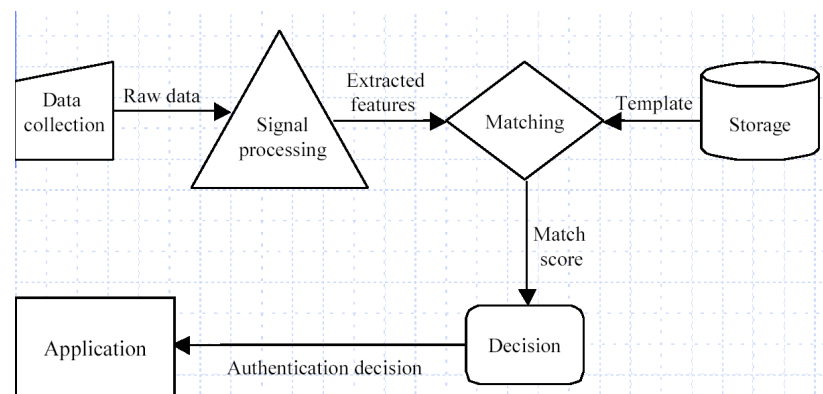 Data
collection
Raw data
Signal
processing
Extracted
features
Matching
Template
Storage
Match
score
Decision
Authentication decision
Application